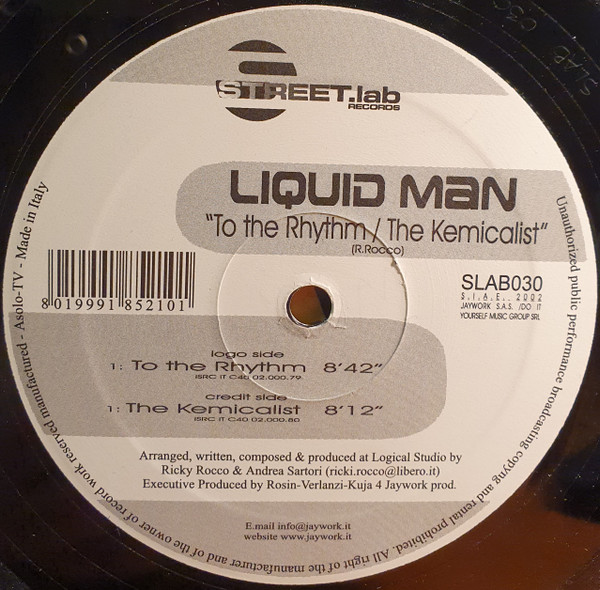 STREET.lab
RECORDS
LIQUID MAN
"To the Rhythm / The Kemicalist"
(R.Rocco)
8 019991 852101
SLAB030
S.I.A.E. 2002
JAYWORK S.A.S. /DO IT
YOURSELF MUSIC GROUP SRL
logo side
1: To the Rhythm 8'42"
ISRC IT C40 02.000.79
credit side
1: The Kemicalist 8'12"
ISRC IT C40 02.000.80
Arranged, written, composed & produced at Logical Studio by
Ricky Rocco & Andrea Sartori (ricki.rocco@libero.it)
Executive Produced by Rosin-Verlanzi-Kuja 4 Jaywork prod.
E.mail info@jaywork.it
website www.jaywork.it
Unauthorized public performance broadcasting copyng and rental prohibited. All right of the manufacturer and of the owner of record work reserved manufactured - Asolo-TV - Made in Italy
SLAB 030